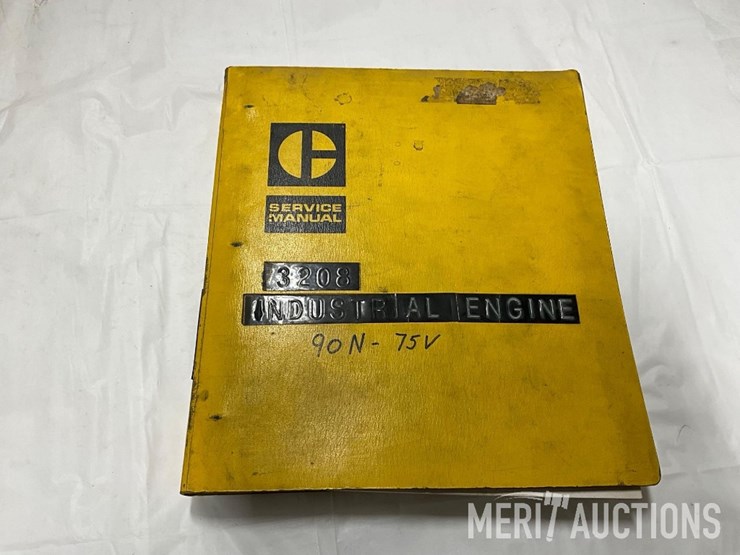 SERVICE
MANUAL
3208
INDUSTRIAL ENGINE
90N - 75V
MERIT AUCTIONS